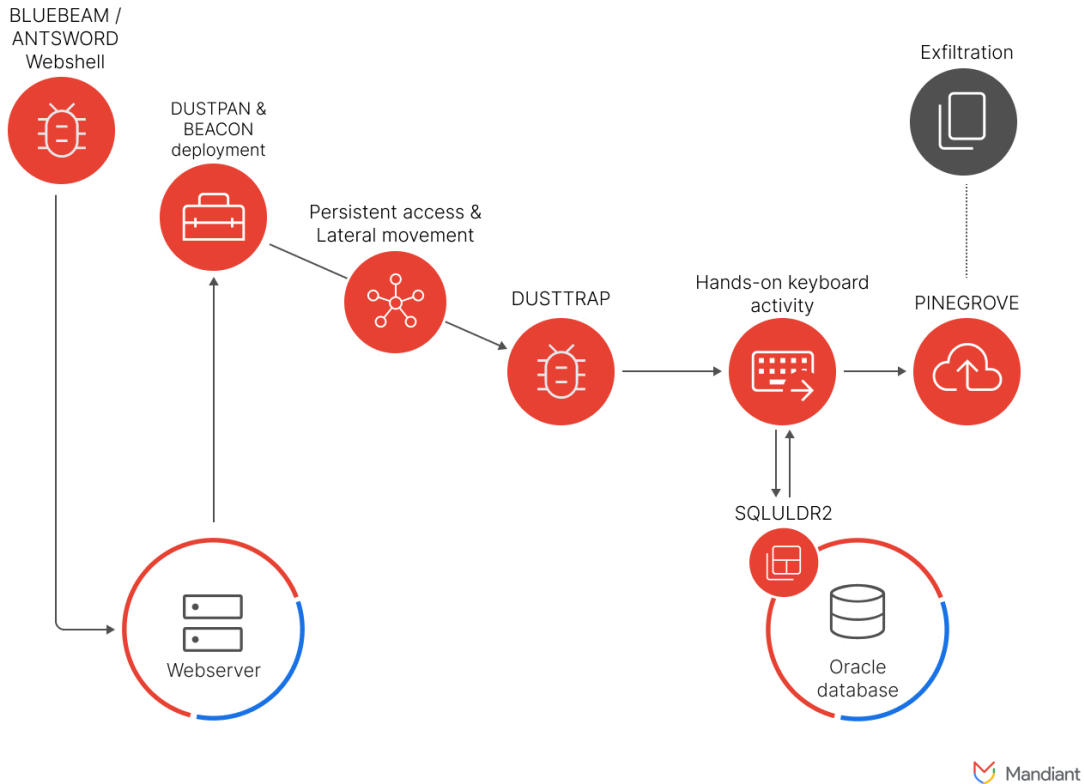 BLUEBEAM /
ANTSWORD
Webshell
DUSTPAN &
BEACON
deployment
Persistent access &
Lateral movement
DUSTTRAP
Hands-on keyboard
activity
Exfiltration
PINEGROVE
SQLULDR2
Webserver
Oracle
database
Mandiant